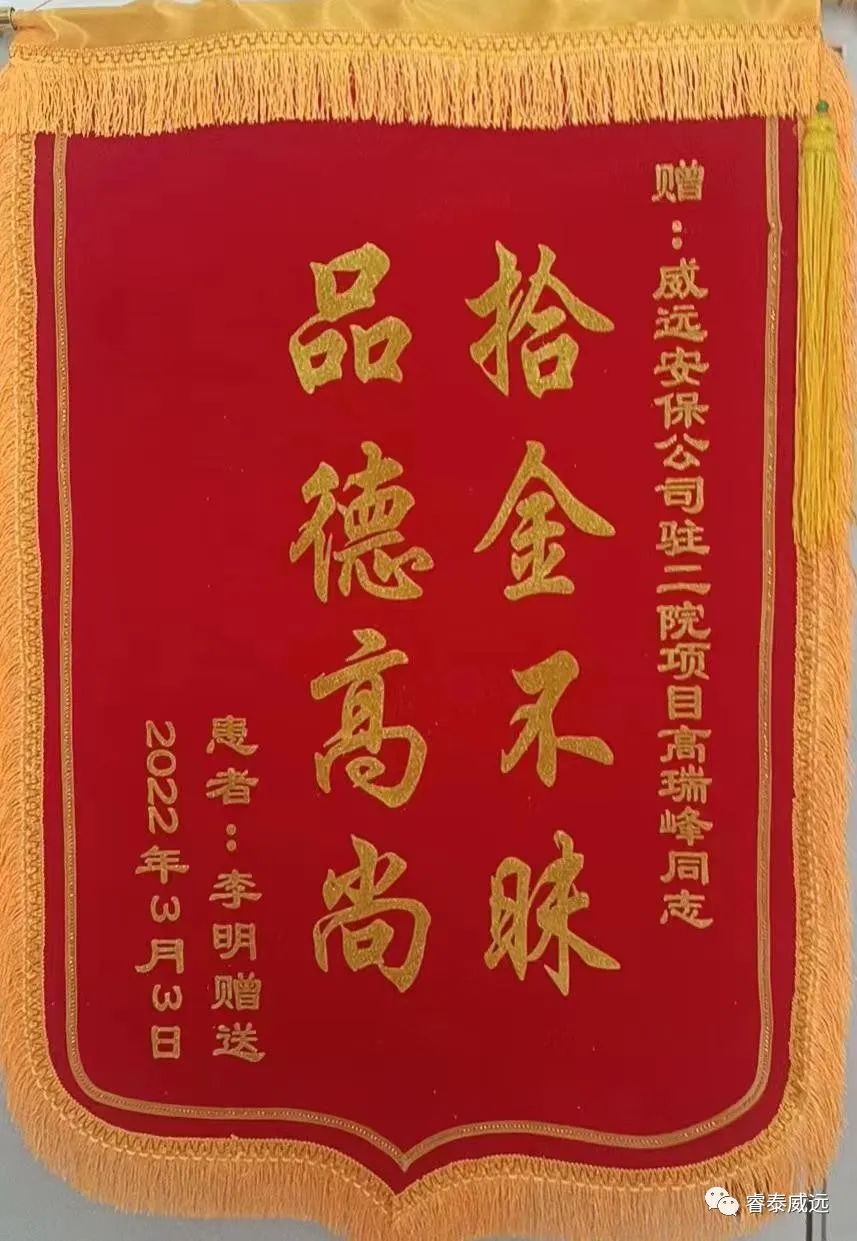 赠：威远安保公司驻二院项目高瑞峰同志
拾金不昧
品德高尚
患者：李明赠送
2022年3月3日
睿泰威远